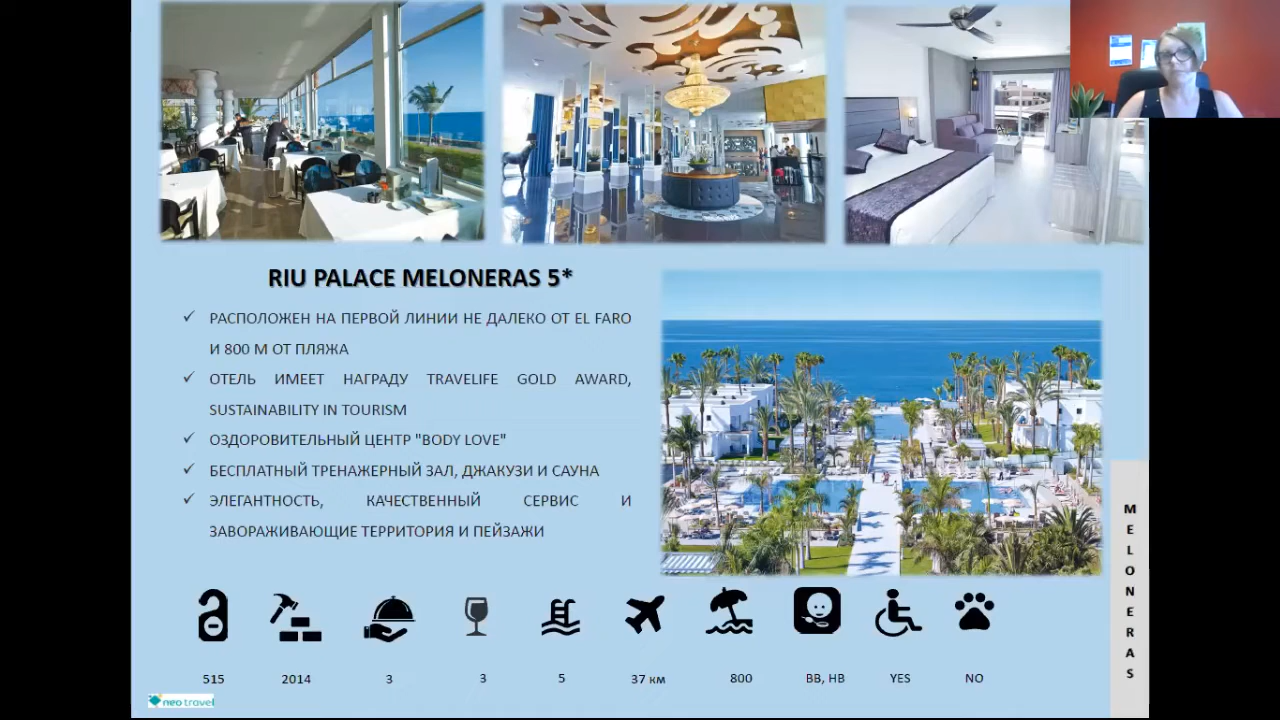 RIU PALACE MELONERAS 5*
РАСПОЛОЖЕН НА ПЕРВОЙ ЛИНИИ НЕ ДАЛЕКО ОТ EL FARO
И 800 М ОТ ПЛЯЖА
ОТЕЛЬ ИМЕЕТ НАГРАДУ TRAVELIFE GOLD AWARD,
SUSTAINABILITY IN TOURISM
ОЗДОРОВИТЕЛЬНЫЙ ЦЕНТР "BODY LOVE"
БЕСПЛАТНЫЙ ТРЕНАЖЕРНЫЙ ЗАЛ, ДЖАКУЗИ И САУНА
ЭЛЕГАНТНОСТЬ, КАЧЕСТВЕННЫЙ СЕРВИС И
ЗАВОРАЖИВАЮЩИЕ ТЕРРИТОРИЯ И ПЕЙЗАЖИ
MELONERAS
515 2014 3 3 5 37 км 800 BB, HB YES NO
neo travel